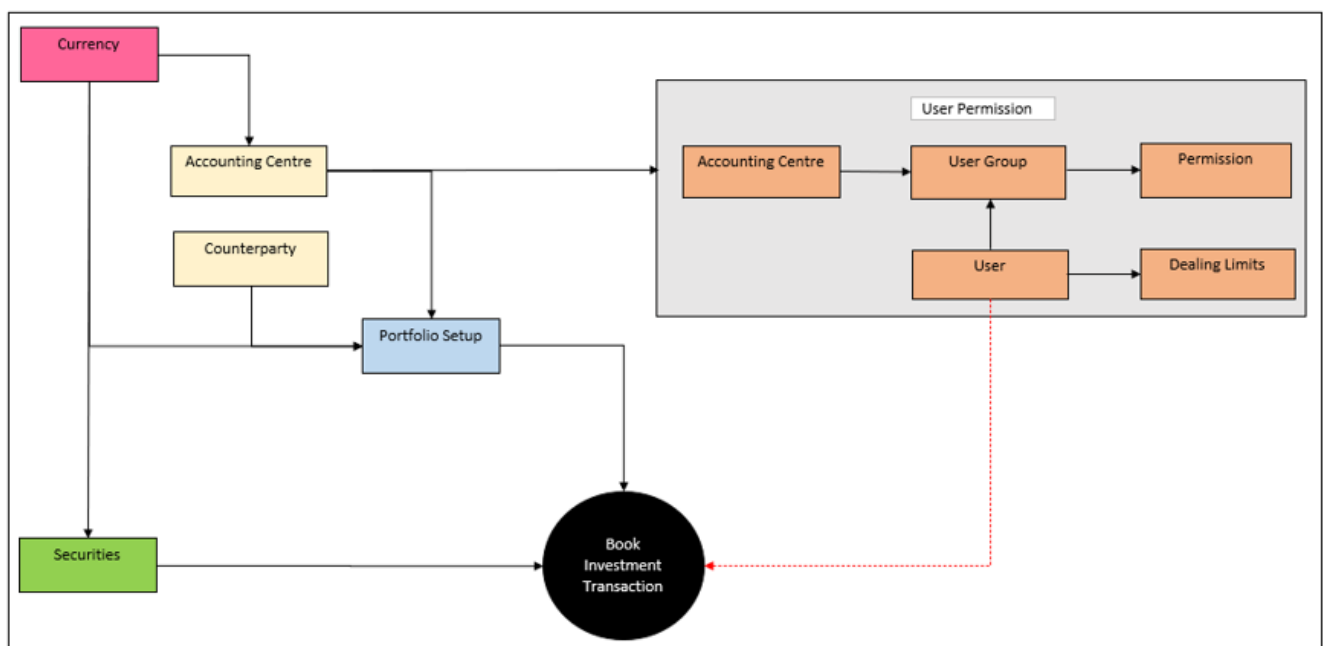 Currency
User Permission
Accounting Centre
Accounting Centre
User Group
Permission
Counterparty
User
Dealing Limits
Portfolio Setup
Securities
Book
Investment
Transaction